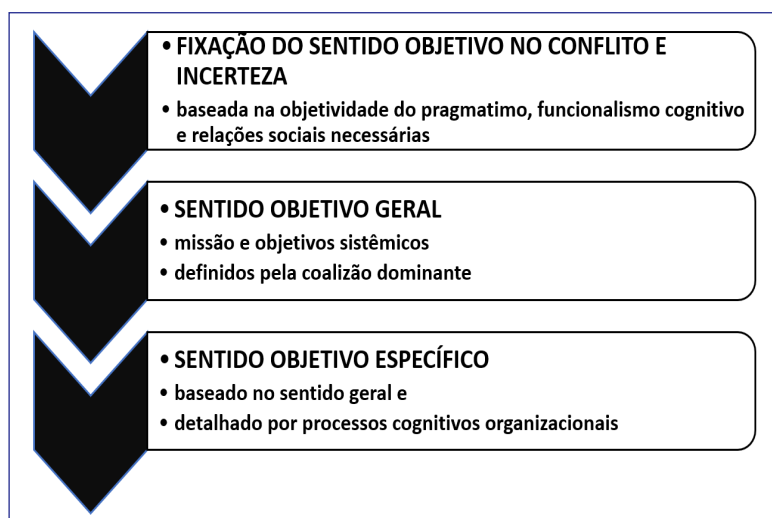 • FIXAÇÃO DO SENTIDO OBJETIVO NO CONFLITO E
INCERTEZA
• baseada na objetividade do pragmatimo, funcionalismo cognitivo
e relações sociais necessárias
• SENTIDO OBJETIVO GERAL
• missão e objetivos sistêmicos
• definidos pela coalizão dominante
• SENTIDO OBJETIVO ESPECÍFICO
• baseado no sentido geral e
• detalhado por processos cognitivos organizacionais